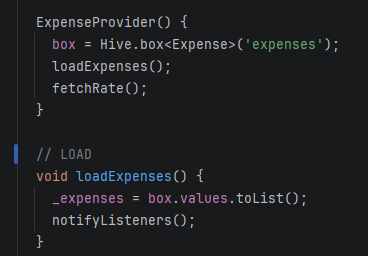 ExpenseProvider() {
  box = Hive.box<Expense>('expenses');
  loadExpenses();
  fetchRate();
}
// LOAD
void loadExpenses() {
  _expenses = box.values.toList();
  notifyListeners();
}